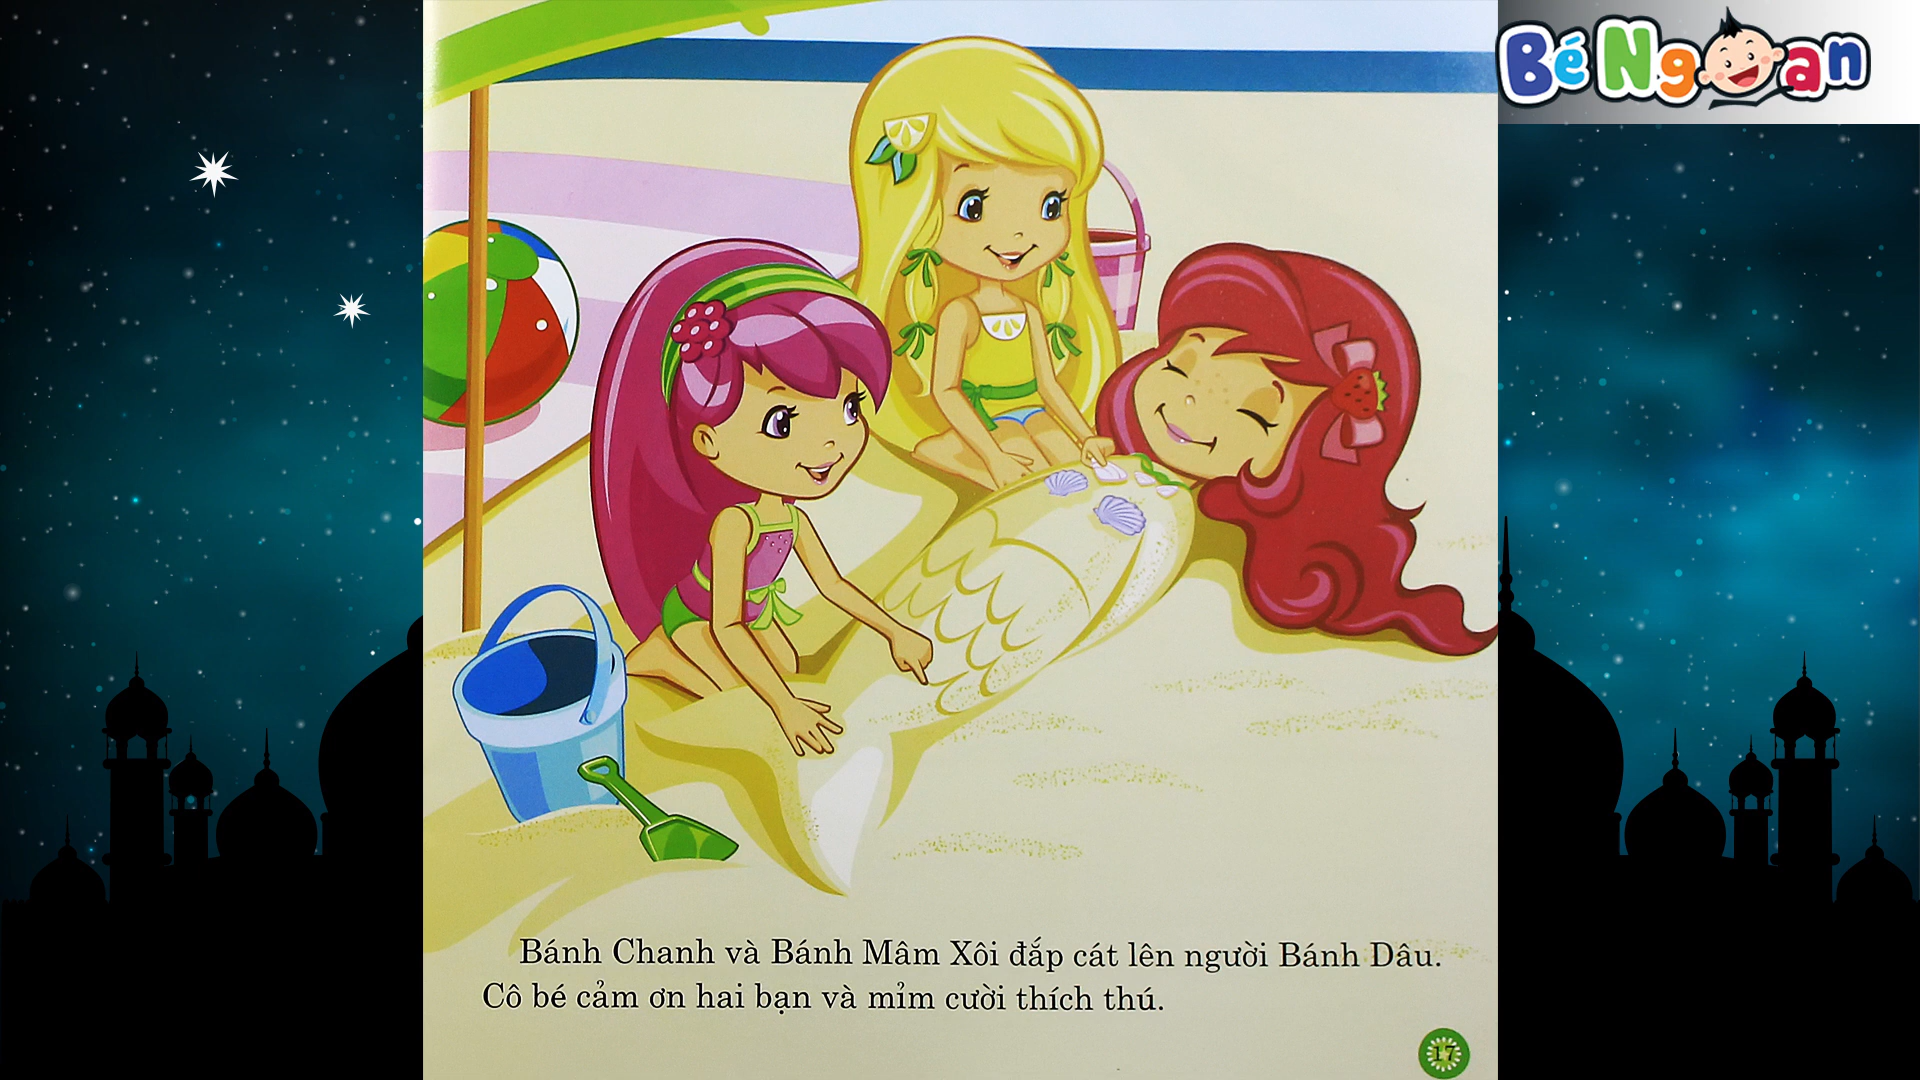 Bé Ngoan
Bánh Chanh và Bánh Mâm Xôi đắp cát lên người Bánh Dâu.
Cô bé cảm ơn hai bạn và mỉm cười thích thú.
17